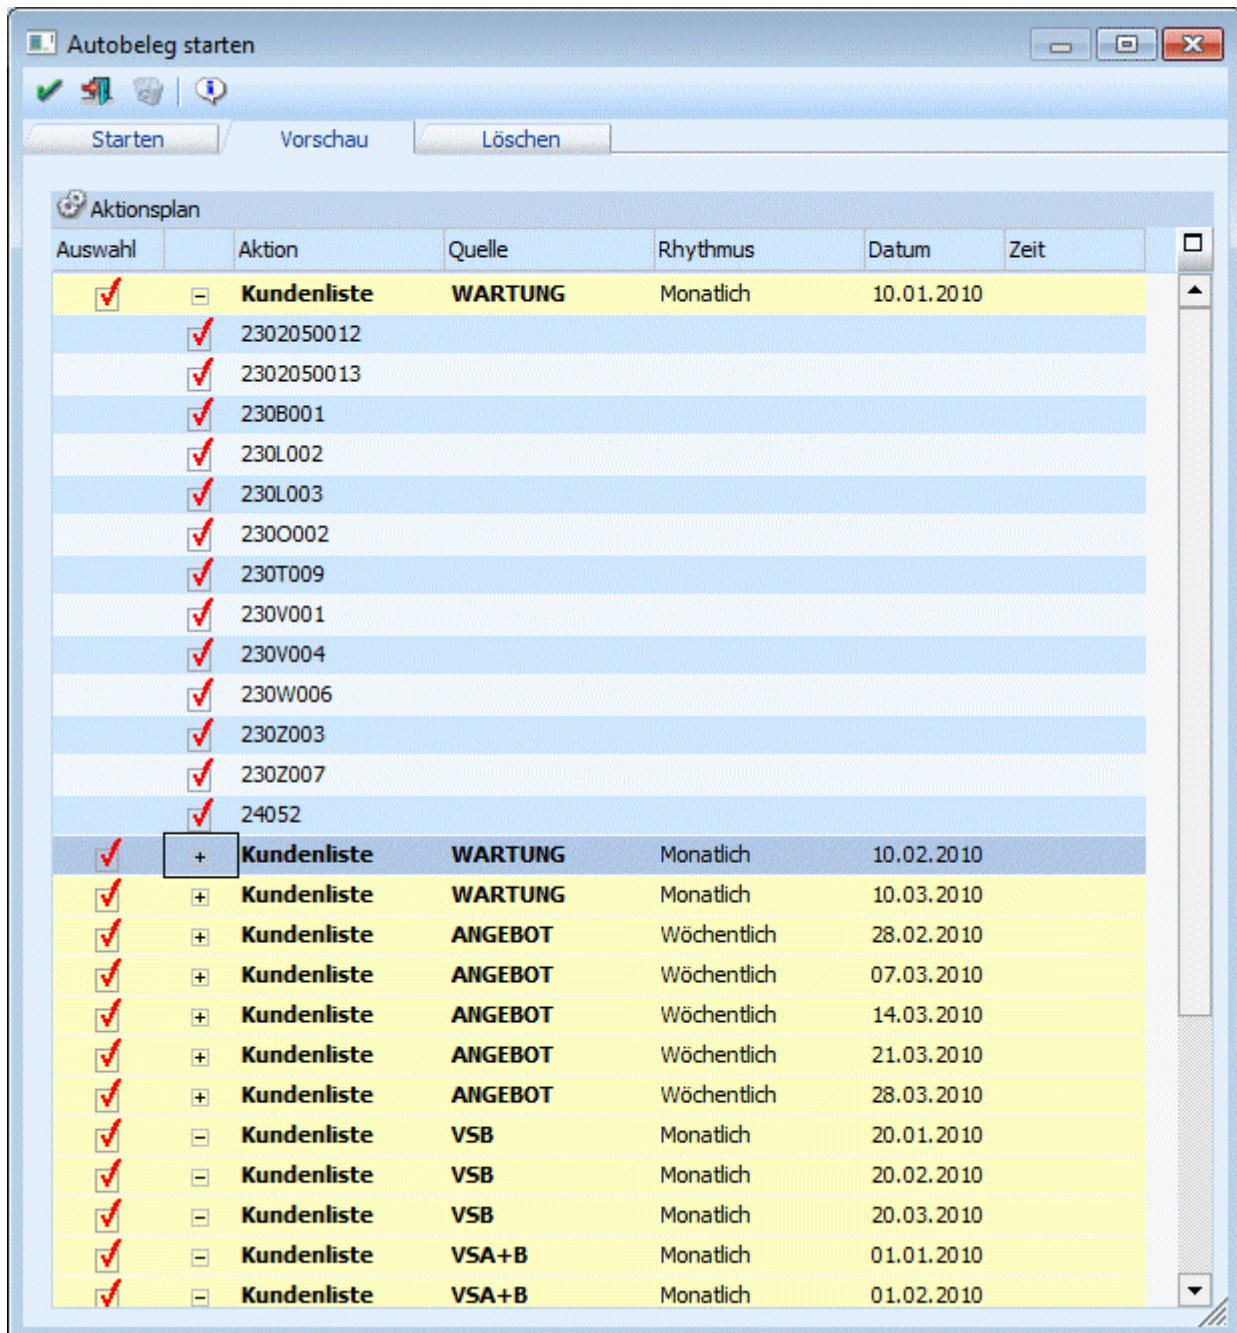 Autobeleg starten
Starten Vorschau Löschen
Aktionsplan
Auswahl Aktion Quelle Rhythmus Datum Zeit
Kundenliste WARTUNG Monatlich 10.01.2010
2302050012
2302050013
230B001
230L002
230L003
230O002
230T009
230V001
230V004
230W006
230Z003
230Z007
24052
Kundenliste WARTUNG Monatlich 10.02.2010
Kundenliste WARTUNG Monatlich 10.03.2010
Kundenliste ANGEBOT Wöchentlich 28.02.2010
Kundenliste ANGEBOT Wöchentlich 07.03.2010
Kundenliste ANGEBOT Wöchentlich 14.03.2010
Kundenliste ANGEBOT Wöchentlich 21.03.2010
Kundenliste ANGEBOT Wöchentlich 28.03.2010
Kundenliste VSB Monatlich 20.01.2010
Kundenliste VSB Monatlich 20.02.2010
Kundenliste VSB Monatlich 20.03.2010
Kundenliste VSA+B Monatlich 01.01.2010
Kundenliste VSA+B Monatlich 01.02.2010